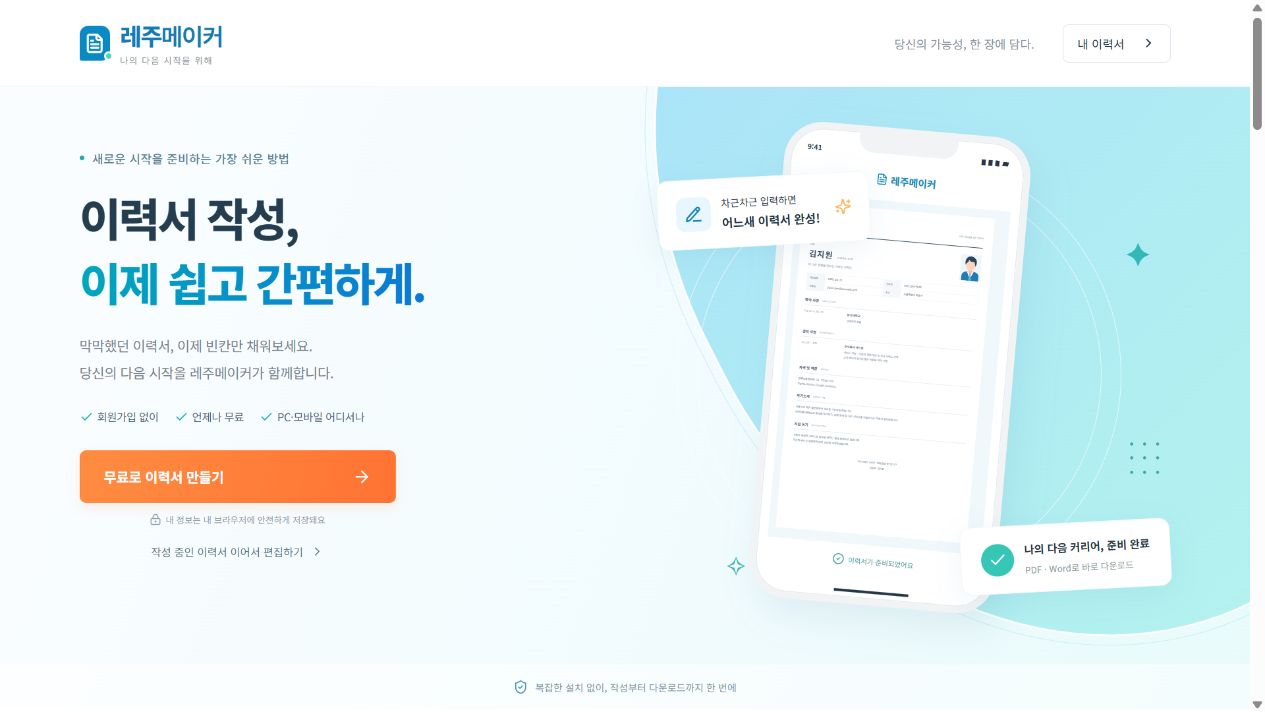 레주메이커
나의 다음 시작을 위해
당신의 가능성, 한 장에 담다.
내 이력서
새로운 시작을 준비하는 가장 쉬운 방법
이력서 작성,
이제 쉽고 간편하게.
막막했던 이력서, 이제 빈칸만 채워보세요.
당신의 다음 시작을 레주메이커가 함께합니다.
회원가입 없이
언제나 무료
PC·모바일 어디서나
무료로 이력서 만들기
내 정보는 내 브라우저에 안전하게 저장돼요
작성 중인 이력서 이어서 편집하기
9:41
레주메이커
차근차근 입력하면
어느새 이력서 완성!
김지원
이력서가 준비되었어요
나의 다음 커리어, 준비 완료
PDF · Word로 바로 다운로드
복잡한 설치 없이, 작성부터 다운로드까지 한 번에